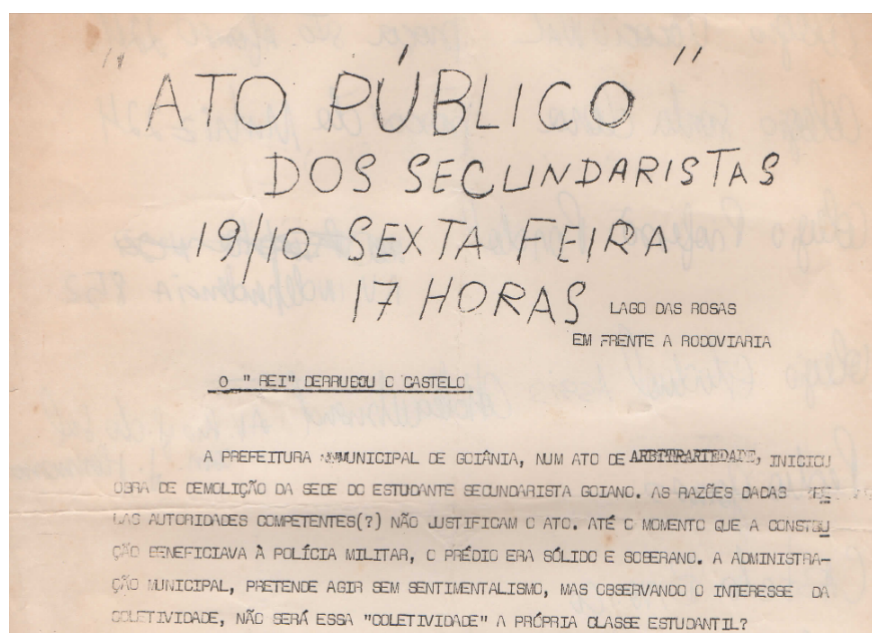 "ATO PÚBLICO"
DOS SECUNDARISTAS
19/10 SEXTA FEIRA
17 HORAS
LAGO DAS ROSAS
EM FRENTE A RODOVIARIA
O "REI" DERRUBOU O CASTELO
A PREFEITURA MUNICIPAL DE GOIÂNIA, NUM ATO DE ARBITRARIEDADE, INICIOU
OBRA DE DEMOLIÇÃO DA SEDE DO ESTUDANTE SECUNDARISTA GOIANO. AS RAZÕES DADAS PE
LAS AUTORIDADES COMPETENTES(?) NÃO JUSTIFICAM O ATO. ATÉ O MOMENTO QUE A CONSTRU
ÇÃO BENEFICIAVA À POLÍCIA MILITAR, O PRÉDIO ERA SÓLIDO E SOBERANO. A ADMINISTRA-
ÇÃO MUNICIPAL, PRETENDE AGIR SEM SENTIMENTALISMO, MAS OBSERVANDO O INTERESSE DA
COLETIVIDADE, NÃO SERÁ ESSA "COLETIVIDADE" A PRÓPRIA CLASSE ESTUDANTIL?